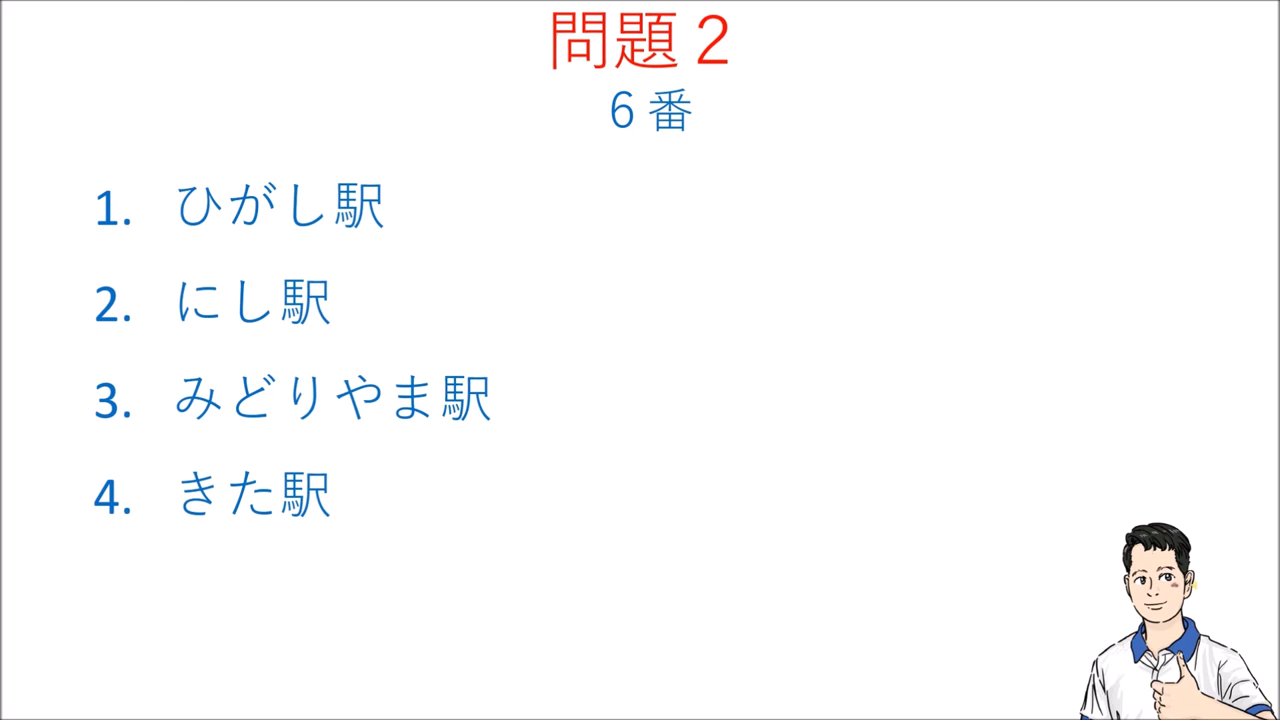 問題２
６番
1. ひがし駅
2. にし駅
3. みどりやま駅
4. きた駅